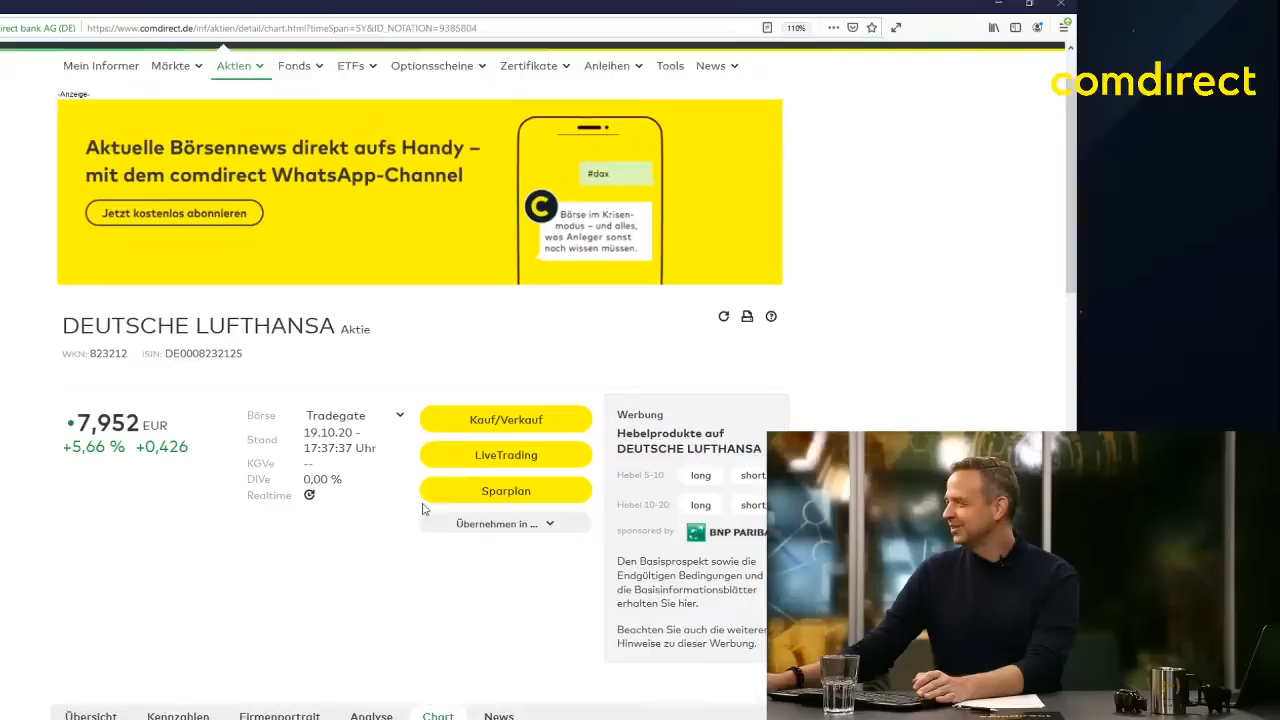 irect bank AG (DE)
https://www.comdirect.de/inf/aktien/detail/chart.html?timeSpan=5Y&ID_NOTATION=9385804
110%
Mein Informer Märkte Aktien Fonds ETFs Optionsscheine Zertifikate Anleihen Tools News
comdirect
-Anzeige-
Aktuelle Börsennews direkt aufs Handy –
mit dem comdirect WhatsApp-Channel
Jetzt kostenlos abonnieren
#dax
C
Börse im Krisen-
modus – und alles,
was Anleger sonst
noch wissen müssen.
DEUTSCHE LUFTHANSA Aktie
WKN: 823212 ISIN: DE0008232125
7,952 EUR
+5,66 % +0,426
Börse Tradegate
Stand 19.10.20 -
17:37:37 Uhr
KGVe --
DIVe 0,00 %
Realtime
Kauf/Verkauf
LiveTrading
Sparplan
Übernehmen in ...
Werbung
Hebelprodukte auf
DEUTSCHE LUFTHANSA
Hebel 5-10 long short
Hebel 10-20 long short
sponsored by BNP PARIBA
Den Basisprospekt sowie die
Endgültigen Bedingungen und
die Basisinformationsblätter
erhalten Sie hier.
Beachten Sie auch die weiteren
Hinweise zu dieser Werbung.
Übersicht Kennzahlen Firmenportrait Analyse Chart News